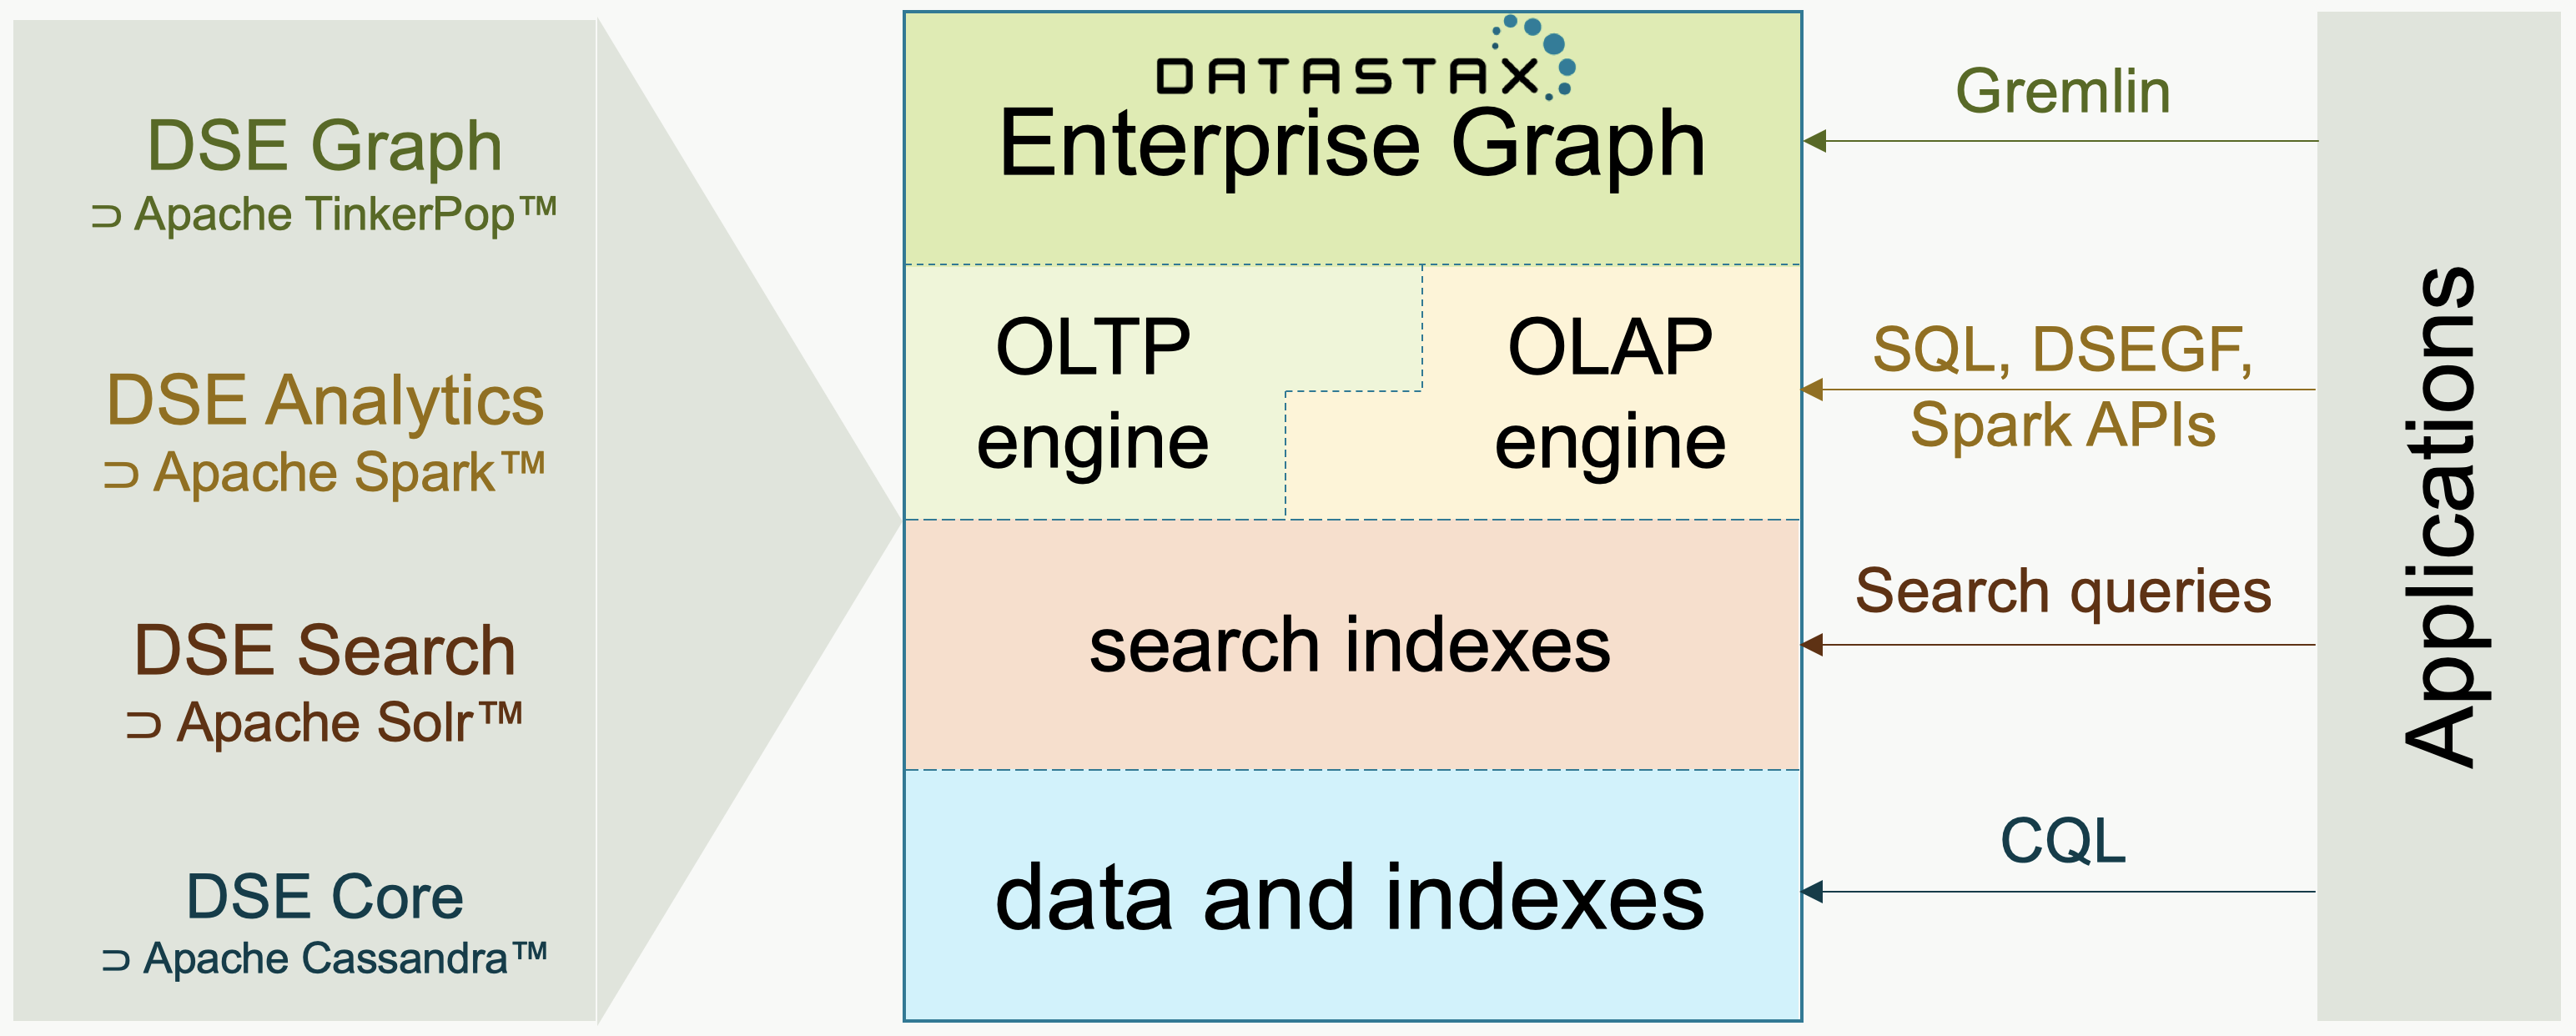 DSE Graph
⊃ Apache TinkerPop™
DSE Analytics
⊃ Apache Spark™
DSE Search
⊃ Apache Solr™
DSE Core
⊃ Apache Cassandra™
DATASTAX
Enterprise Graph
OLTP
engine
OLAP
engine
search indexes
data and indexes
Gremlin
SQL, DSEGF,
Spark APIs
Search queries
CQL
Applications